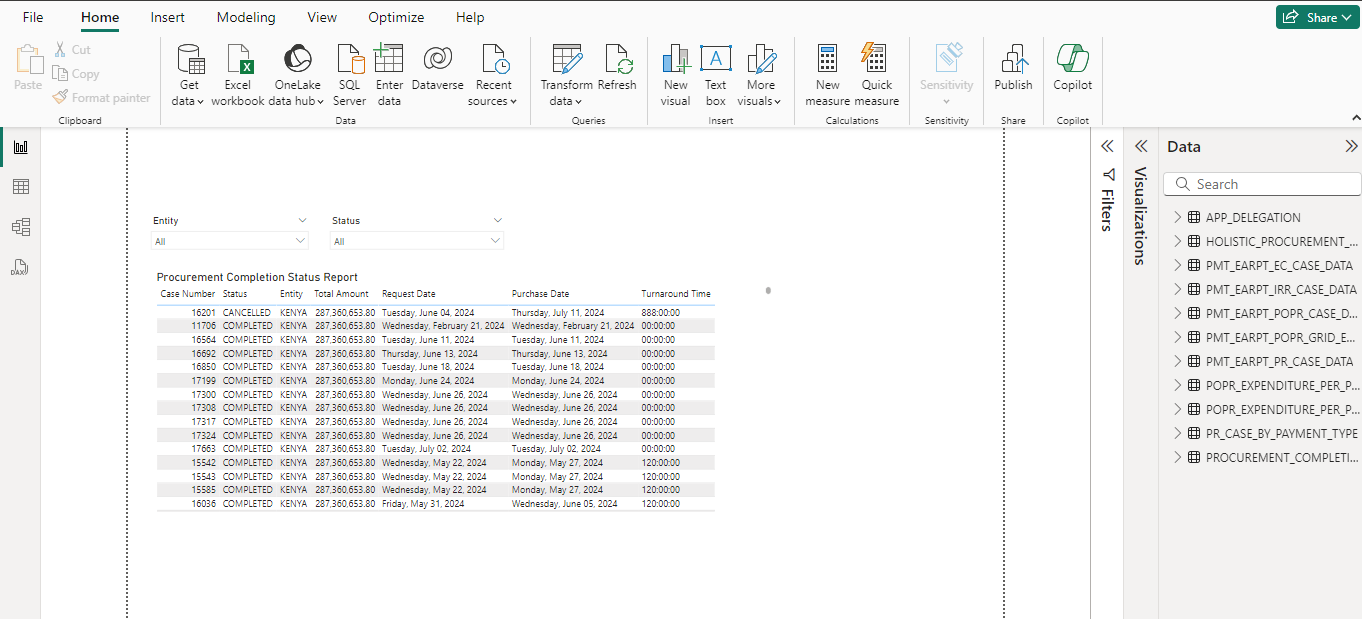 File Home Insert Modeling View Optimize Help Share
Paste
Cut
Copy
Format painter
Clipboard
Get data
Excel workbook
OneLake data hub
SQL Server
Enter data
Dataverse
Recent sources
Data
Transform data
Refresh
Queries
New visual
Text box
More visuals
Insert
New measure
Quick measure
Calculations
Sensitivity
Sensitivity
Publish
Share
Copilot
Copilot
Entity Status
All All
Procurement Completion Status Report
Case Number Status Entity Total Amount Request Date Purchase Date Turnaround Time
16201 CANCELLED KENYA 287,360,653.80 Tuesday, June 04, 2024 Thursday, July 11, 2024 888:00:00
11706 COMPLETED KENYA 287,360,653.80 Wednesday, February 21, 2024 Wednesday, February 21, 2024 00:00:00
16564 COMPLETED KENYA 287,360,653.80 Tuesday, June 11, 2024 Tuesday, June 11, 2024 00:00:00
16692 COMPLETED KENYA 287,360,653.80 Thursday, June 13, 2024 Thursday, June 13, 2024 00:00:00
16850 COMPLETED KENYA 287,360,653.80 Tuesday, June 18, 2024 Tuesday, June 18, 2024 00:00:00
17199 COMPLETED KENYA 287,360,653.80 Monday, June 24, 2024 Monday, June 24, 2024 00:00:00
17300 COMPLETED KENYA 287,360,653.80 Wednesday, June 26, 2024 Wednesday, June 26, 2024 00:00:00
17308 COMPLETED KENYA 287,360,653.80 Wednesday, June 26, 2024 Wednesday, June 26, 2024 00:00:00
17317 COMPLETED KENYA 287,360,653.80 Wednesday, June 26, 2024 Wednesday, June 26, 2024 00:00:00
17324 COMPLETED KENYA 287,360,653.80 Wednesday, June 26, 2024 Wednesday, June 26, 2024 00:00:00
17663 COMPLETED KENYA 287,360,653.80 Tuesday, July 02, 2024 Tuesday, July 02, 2024 00:00:00
15542 COMPLETED KENYA 287,360,653.80 Wednesday, May 22, 2024 Monday, May 27, 2024 120:00:00
15543 COMPLETED KENYA 287,360,653.80 Wednesday, May 22, 2024 Monday, May 27, 2024 120:00:00
15585 COMPLETED KENYA 287,360,653.80 Wednesday, May 22, 2024 Monday, May 27, 2024 120:00:00
16036 COMPLETED KENYA 287,360,653.80 Friday, May 31, 2024 Wednesday, June 05, 2024 120:00:00
Filters
Visualizations
Data
Search
APP_DELEGATION
HOLISTIC_PROCUREMENT_...
PMT_EARPT_EC_CASE_DATA
PMT_EARPT_IRR_CASE_DATA
PMT_EARPT_POPR_CASE_D...
PMT_EARPT_POPR_GRID_E...
PMT_EARPT_PR_CASE_DATA
POPR_EXPENDITURE_PER_P...
POPR_EXPENDITURE_PER_P...
PR_CASE_BY_PAYMENT_TYPE
PROCUREMENT_COMPLETI...